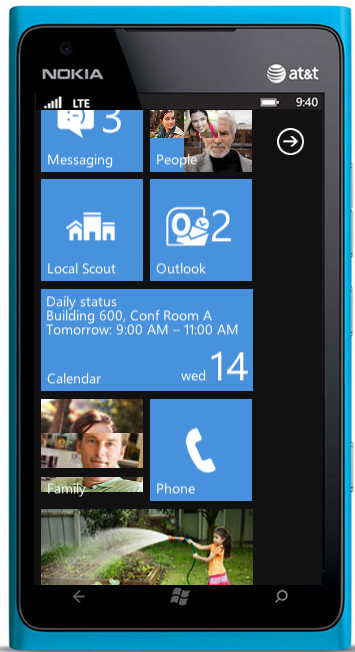 NOKIA
at&t
LTE
9:40
3
Messaging
People
Local Scout
2
Outlook
Daily status
Building 600, Conf Room A
Tomorrow: 9:00 AM – 11:00 AM
Calendar
wed 14
Family
Phone